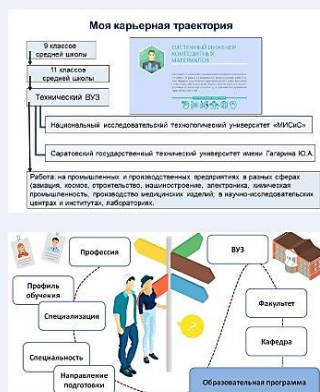 Моя карьерная траектория
9 классов
средней школы
11 классов
средней школы
Технический ВУЗ
СИСТЕМНЫЙ ИНЖЕНЕР
КОМПОЗИТНЫХ
МАТЕРИАЛОВ
Национальный исследовательский технологический университет «МИСиС»
Саратовский государственный технический университет имени Гагарина Ю.А.
Работа: на промышленных и производственных предприятиях в разных сферах
(авиация, космос, строительство, машиностроение, электроника, химическая
промышленность, производство медицинских изделий; в научно-исследовательских
центрах и институтах, лабораториях.
Профессия
ВУЗ
Профиль
обучения
Специализация
Факультет
Кафедра
Специальность
Направление
подготовки
Образовательная программа